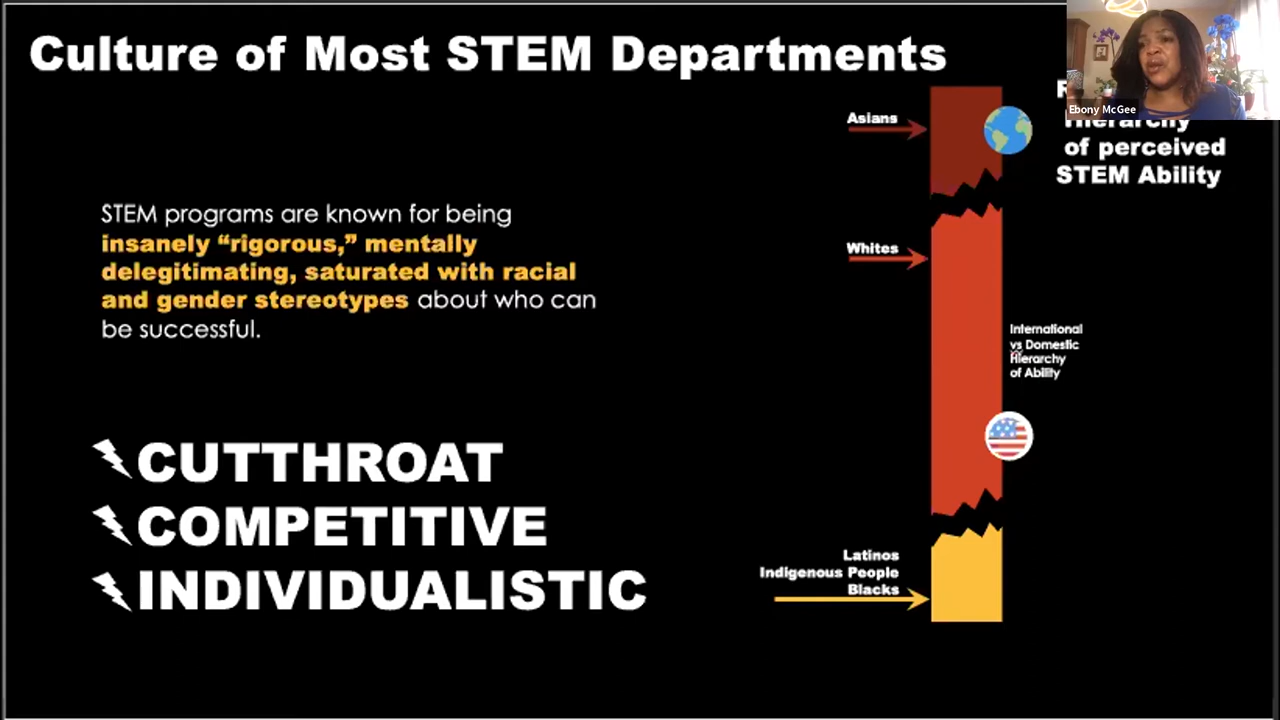 Culture of Most STEM Departments
Ebony McGee
Hierarchy
of perceived
STEM Ability
Asians
STEM programs are known for being
insanely “rigorous,” mentally
delegitimating, saturated with racial
and gender stereotypes about who can
be successful.
Whites
International
vs Domestic
Hierarchy
of Ability
CUTTHROAT
COMPETITIVE
INDIVIDUALISTIC
Latinos
Indigenous People
Blacks